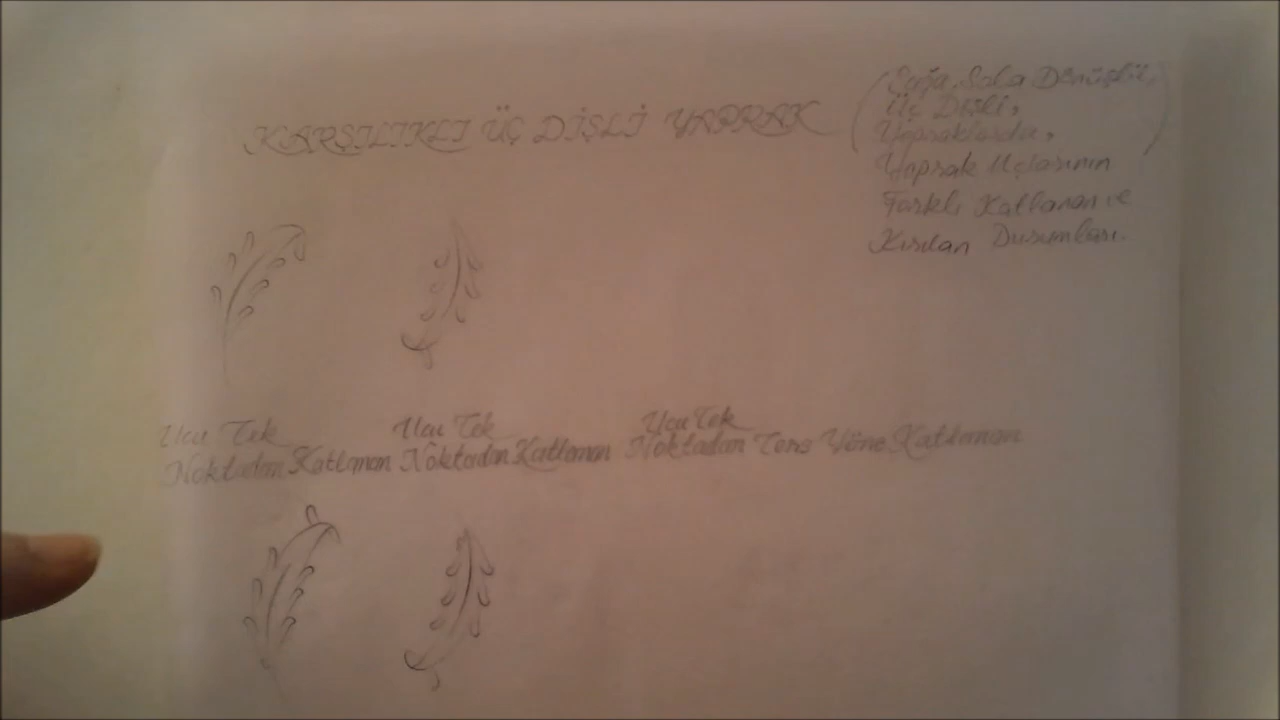 KARŞILIKLI ÜÇ DİŞLİ YAPRAK
(Sağa, Sola Dönüşlü,
Üç Dişli,
Yapraklarda,
Yaprak Uçlarının
Farklı Katlanan ve
Kıvrılan Durumları.
Ucu Tek
Noktadan Katlanan
Ucu Tek
Noktadan Katlanan
Ucu Tek
Noktadan Ters Yöne Katlanan